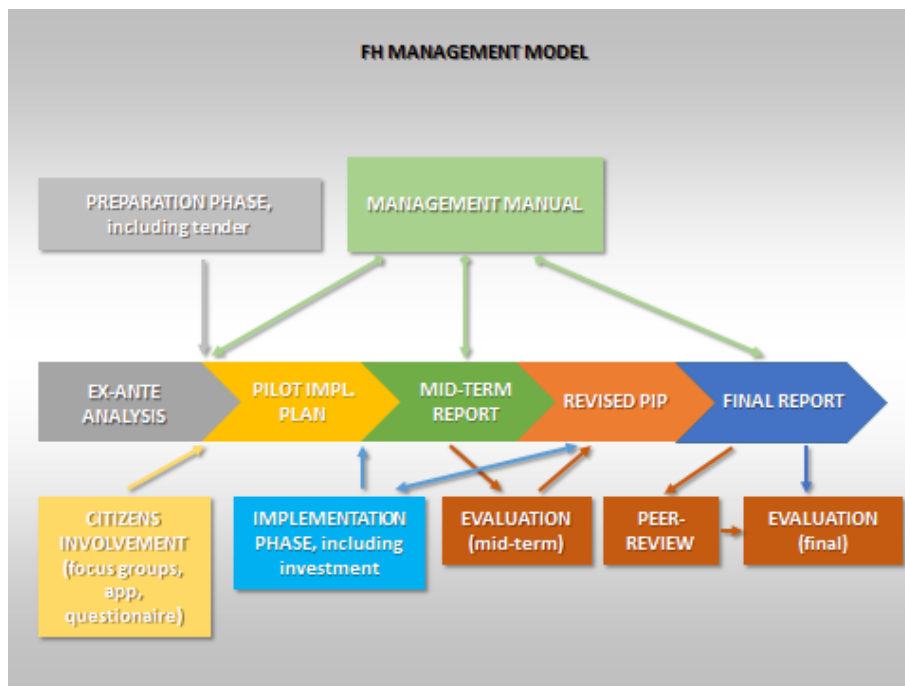 FH MANAGEMENT MODEL
PREPARATION PHASE,
including tender
MANAGEMENT MANUAL
EX-ANTE
ANALYSIS
PILOT IMPL.
PLAN
MID-TERM
REPORT
REVISED PIP
FINAL REPORT
CITIZENS
INVOLVEMENT
(focus groups,
app,
questionaire)
IMPLEMENTATION
PHASE, including
investment
EVALUATION
(mid-term)
PEER-
REVIEW
EVALUATION
(final)